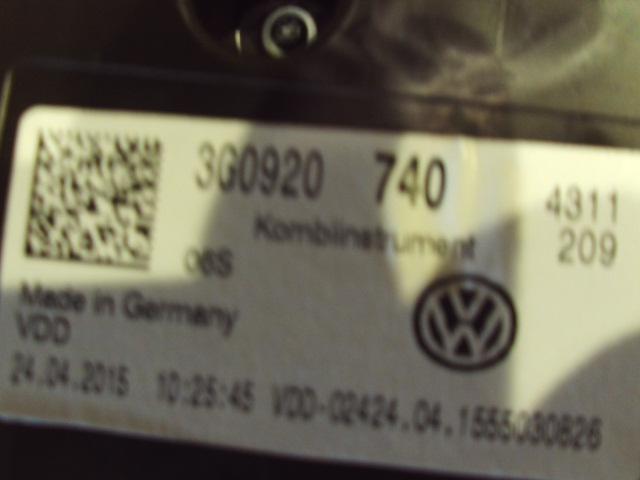 3G0920 740
4311
209
Kombiinstrument
06S
Made in Germany
VDD
24.04.2015 10:25:45 VDD-02424.04.1555030826